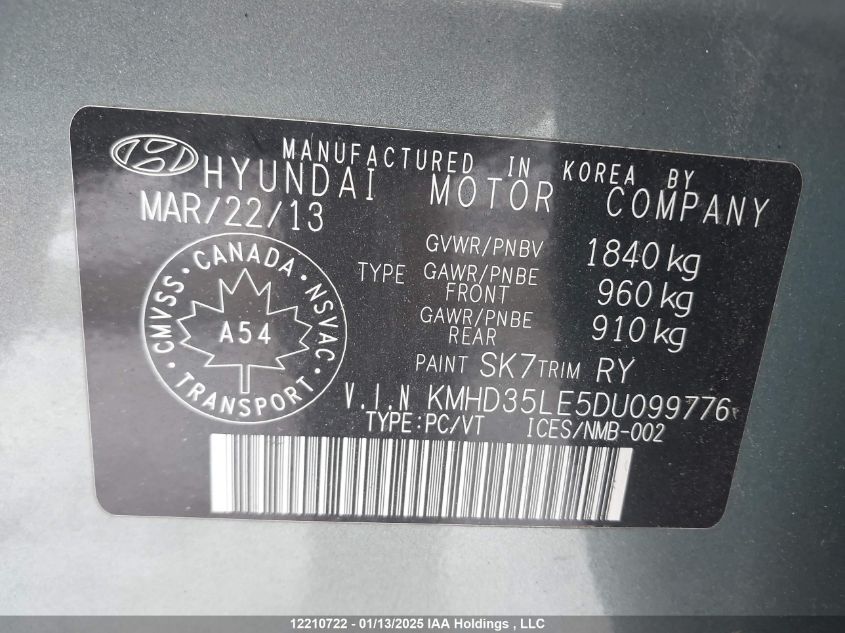 MANUFACTURED IN KOREA BY
HYUNDAI MOTOR COMPANY
MAR/22/13
GVWR/PNBV 1840 kg
TYPE GAWR/PNBE FRONT 960 kg
GAWR/PNBE REAR 910 kg
PAINT SK7 TRIM RY
CANADA · NSVAC · TRANSPORT · CMVSS ·
A54
V.I.N KMHD35LE5DU099776
TYPE:PC/VT ICES/NMB-002
12210722 - 01/13/2025 IAA Holdings , LLC